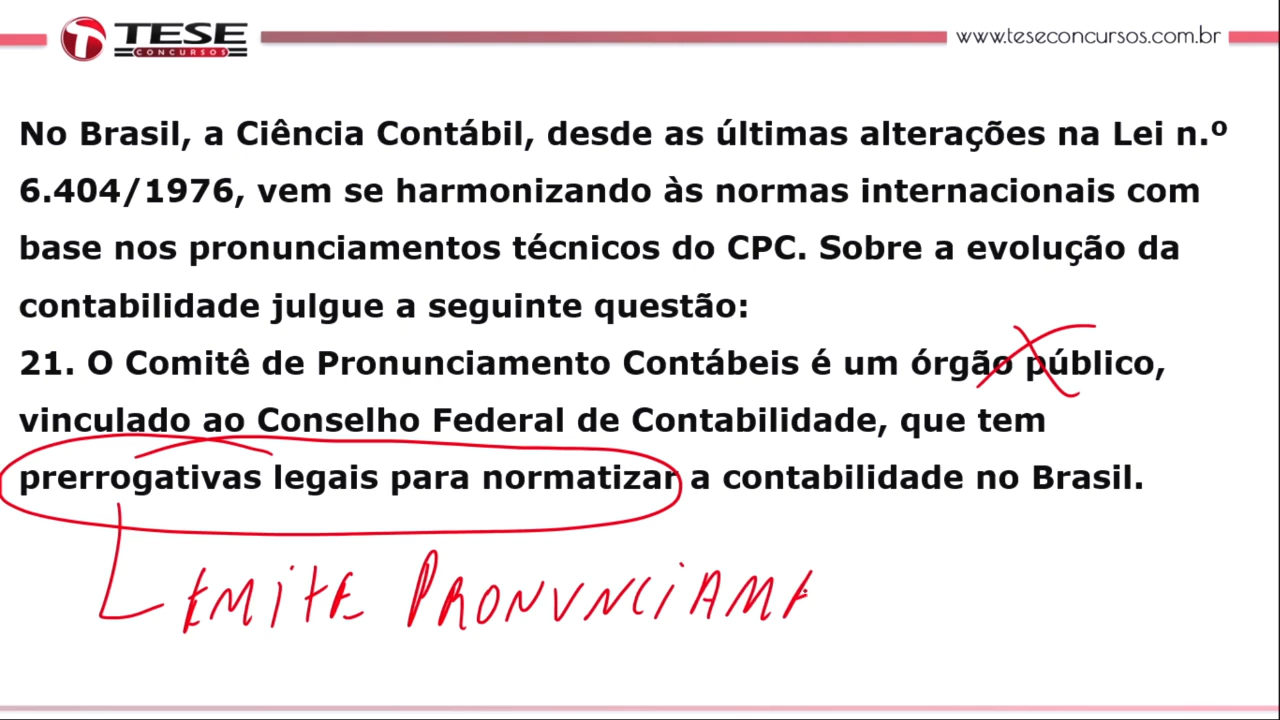 TESE
CONCURSOS
www.teseconcursos.com.br
No Brasil, a Ciência Contábil, desde as últimas alterações na Lei n.º
6.404/1976, vem se harmonizando às normas internacionais com
base nos pronunciamentos técnicos do CPC. Sobre a evolução da
contabilidade julgue a seguinte questão:
21. O Comitê de Pronunciamento Contábeis é um órgão público,
vinculado ao Conselho Federal de Contabilidade, que tem
prerrogativas legais para normatizar a contabilidade no Brasil.
EMITE PRONUNCIAME